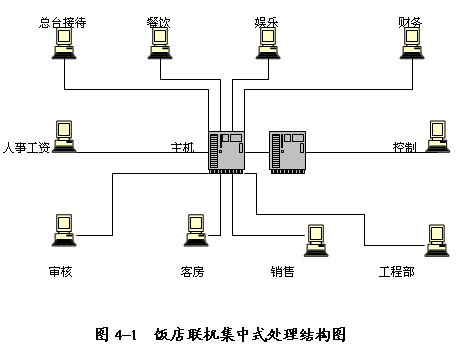 总台接待 餐饮 娱乐 财务
人事工资 主机 控制
审核 客房 销售 工程部
图 4-1 饭店联机集中式处理结构图